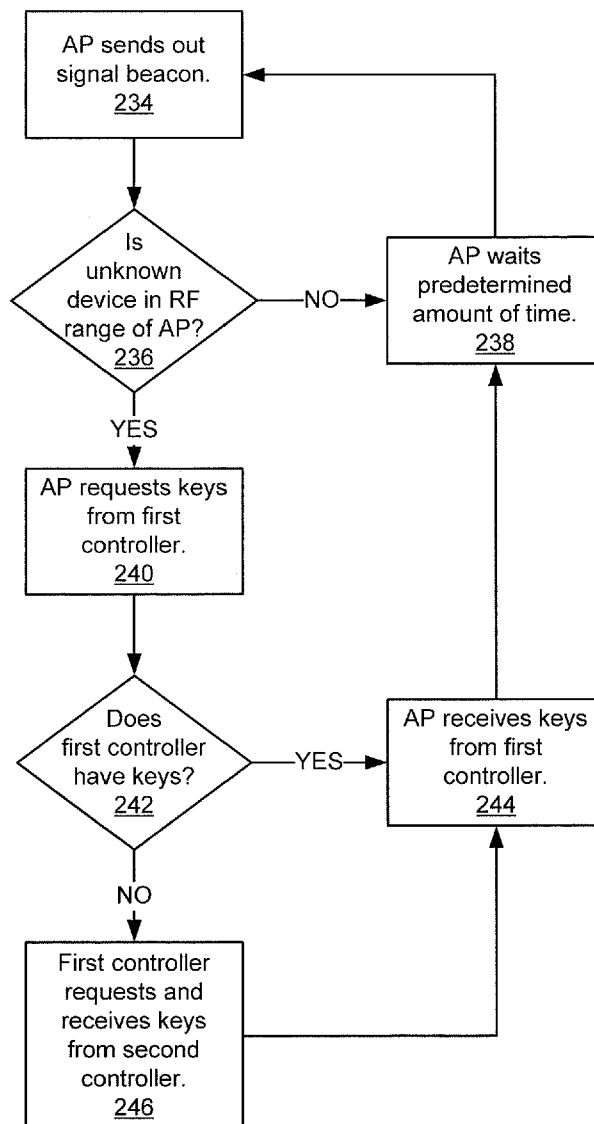 AP sends out
signal beacon.
234
Is
unknown
device in RF
range of AP?
236
NO
AP waits
predetermined
amount of time.
238
YES
AP requests keys
from first
controller.
240
Does
first controller
have keys?
242
YES
AP receives keys
from first
controller.
244
NO
First controller
requests and
receives keys
from second
controller.
246